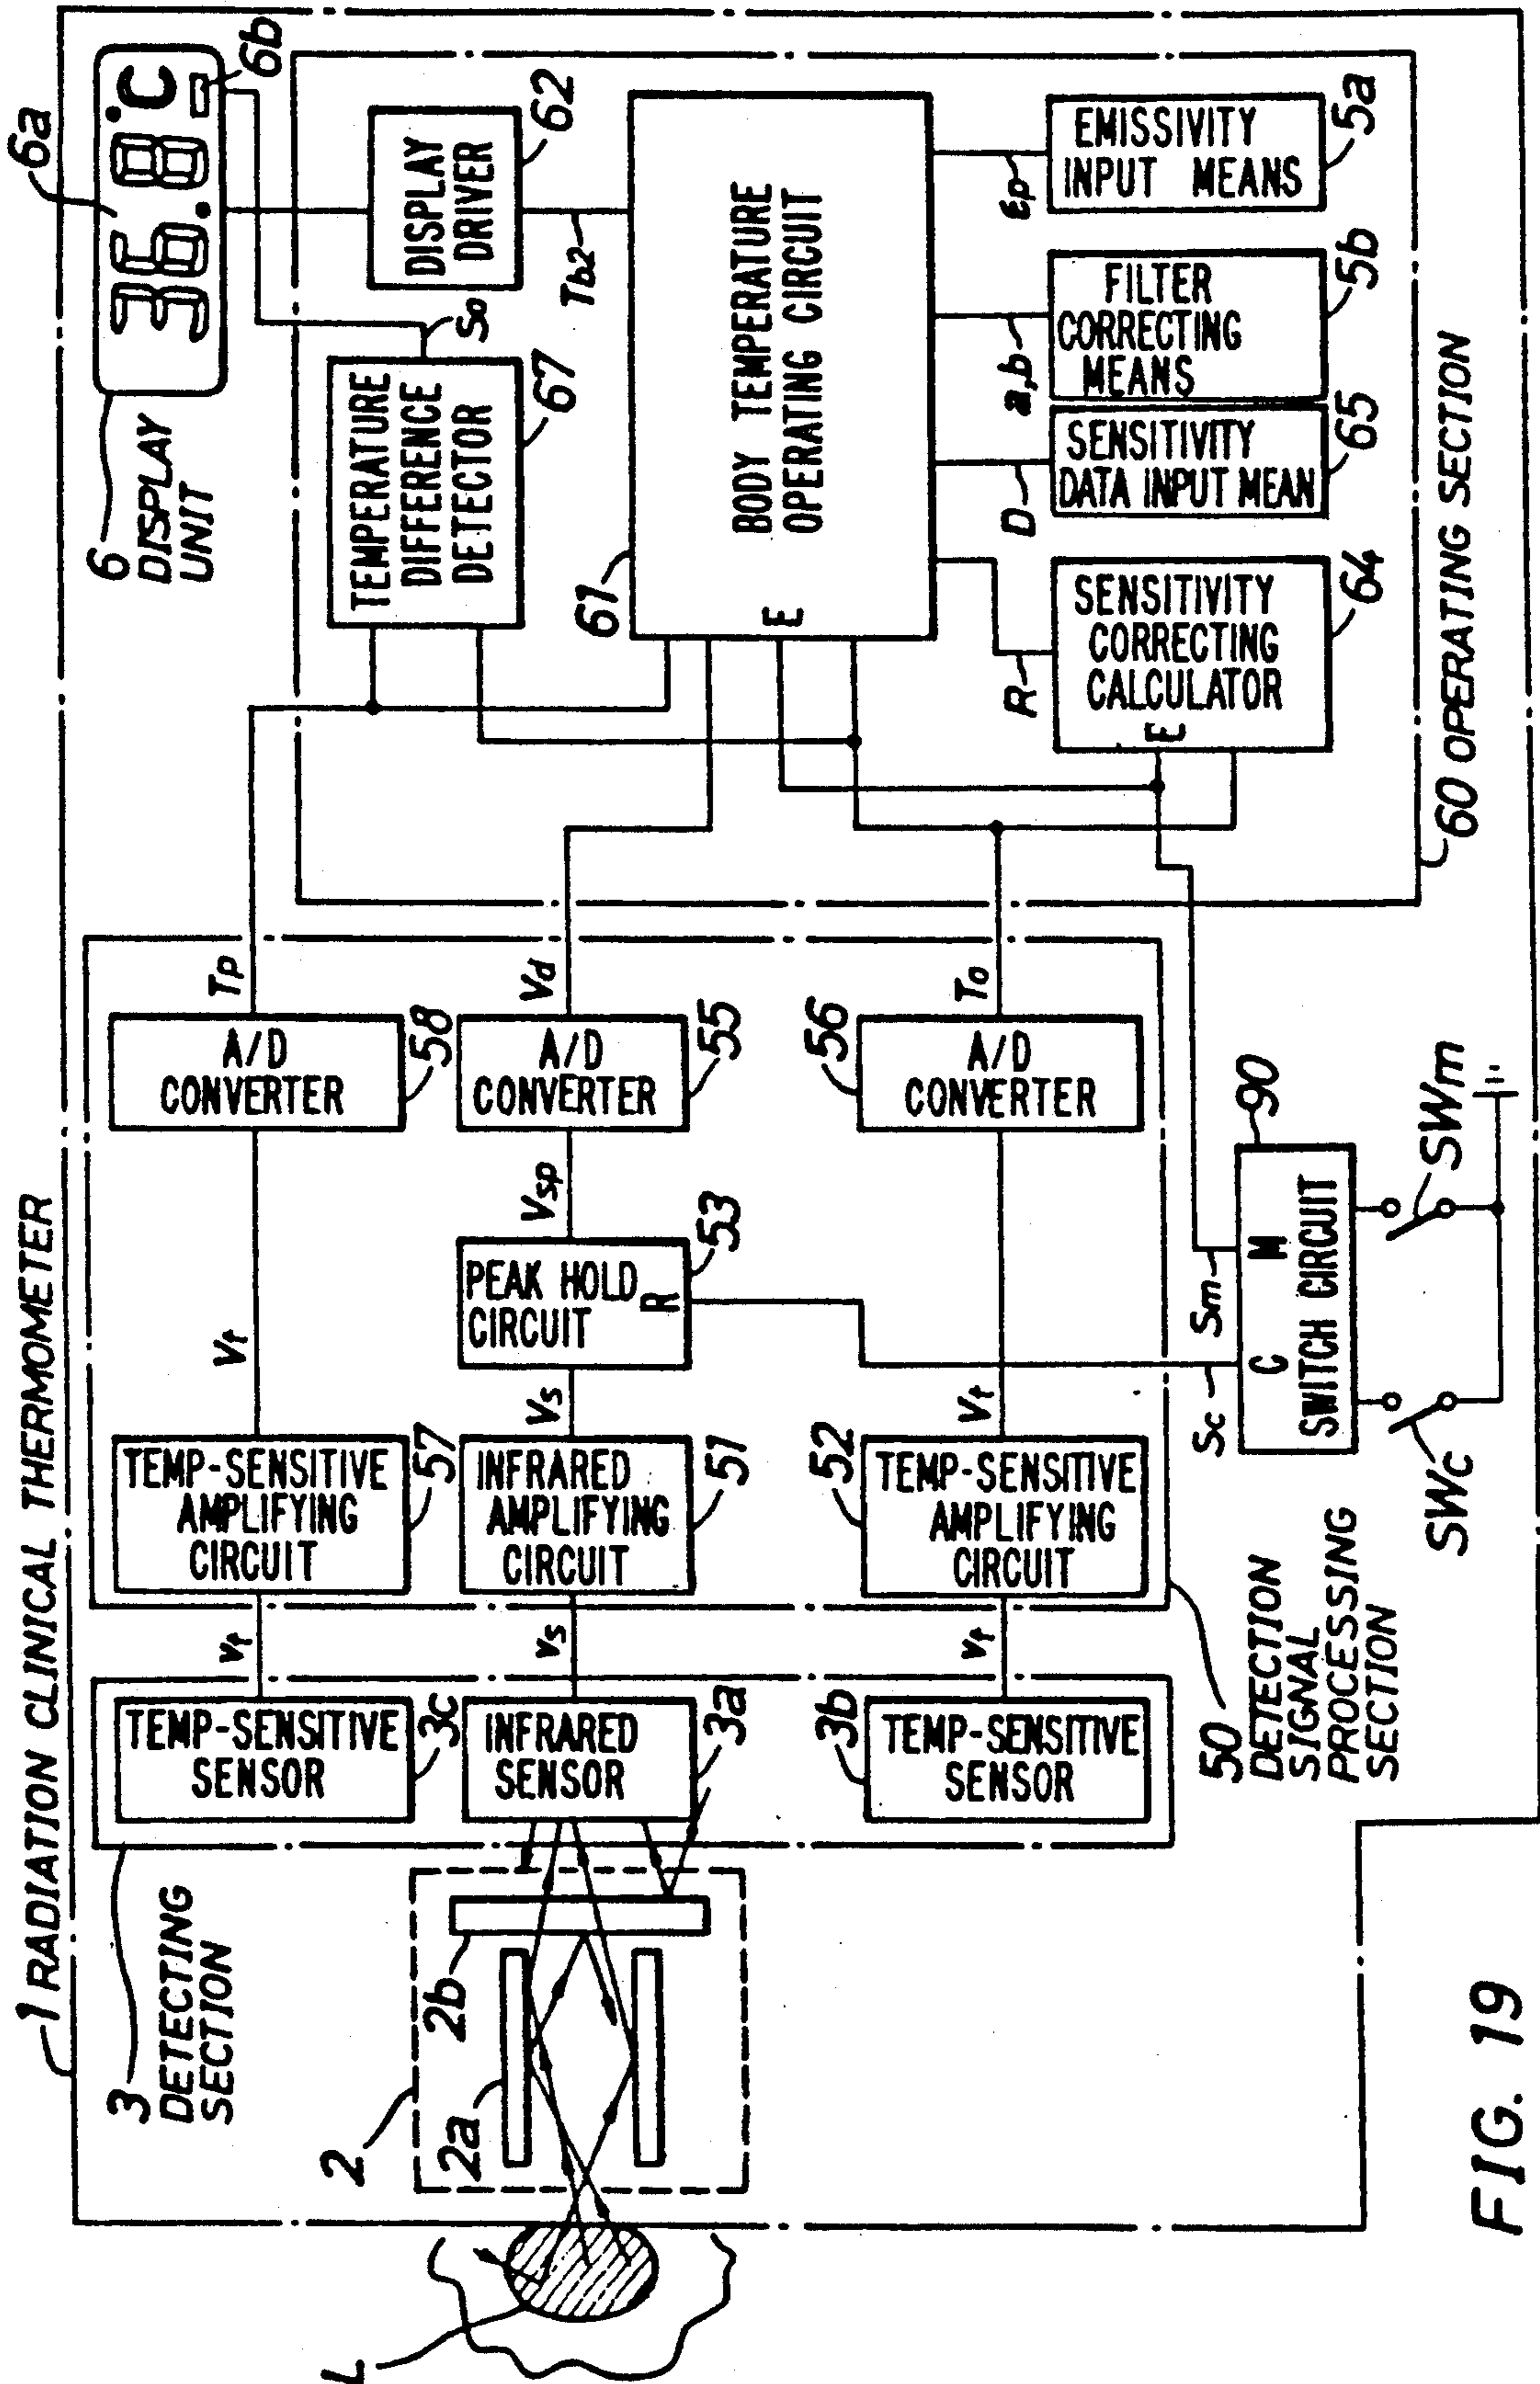 1 RADIATION CLINICAL THERMOMETER
3 DETECTING
SECTION
2
2a
2b
L
TEMP-SENSITIVE
SENSOR
3c
INFRARED
SENSOR
3a
TEMP-SENSITIVE
SENSOR
3b
vt
vs
vt
TEMP-SENSITIVE
AMPLIFYING
CIRCUIT
57
INFRARED
AMPLIFYING
CIRCUIT
51
TEMP-SENSITIVE
AMPLIFYING
CIRCUIT
52
Vt
Vs
Vt
PEAK HOLD
CIRCUIT
R
53
Vsp
A/D
CONVERTER
58
A/D
CONVERTER
55
A/D
CONVERTER
56
Tp
Vd
To
50 DETECTION
SIGNAL
PROCESSING
SECTION
Sc
Sm
C M
SWITCH CIRCUIT
90
SWc
SWm
6 DISPLAY
UNIT
6a
36.8°C
6b
TEMPERATURE
DIFFERENCE
DETECTOR
67
So
DISPLAY
DRIVER
62
Tb2
61
BODY TEMPERATURE
OPERATING CIRCUIT
E
R
D
a,b
εp
SENSITIVITY
CORRECTING
CALCULATOR
E
64
SENSITIVITY
DATA INPUT MEAN
65
FILTER
CORRECTING
MEANS
5b
EMISSIVITY
INPUT MEANS
5a
60 OPERATING SECTION
FIG. 19